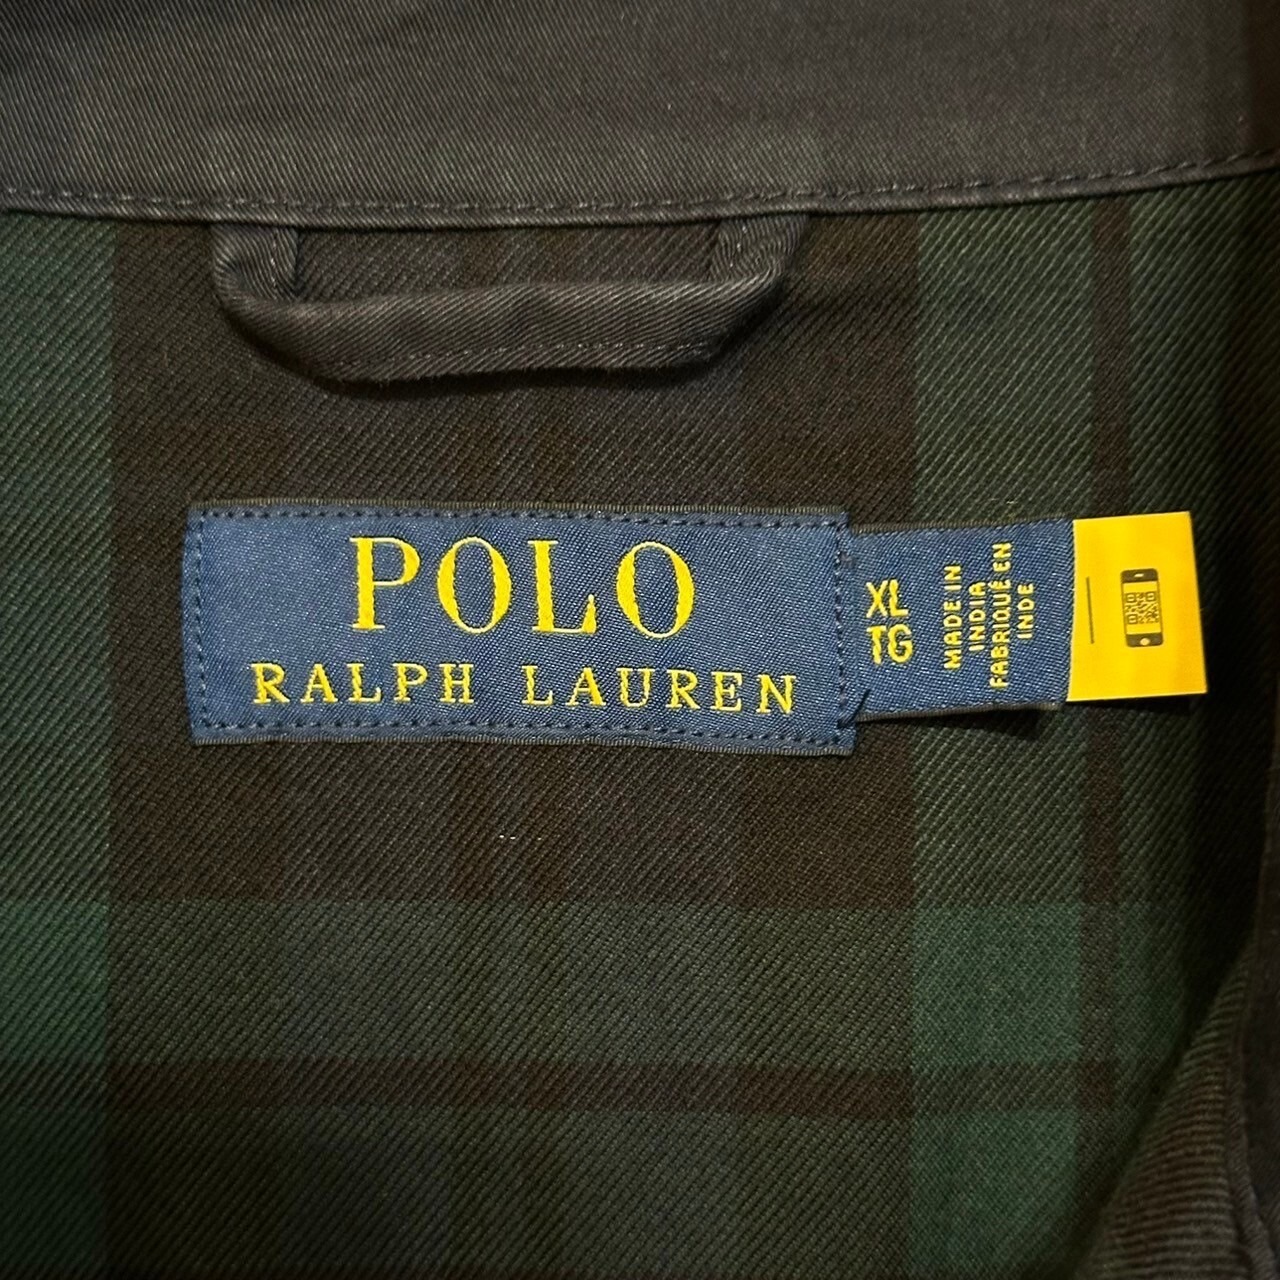 POLO
RALPH LAUREN
XL
TG
MADE IN
INDIA
FABRIQUÉ EN
INDE